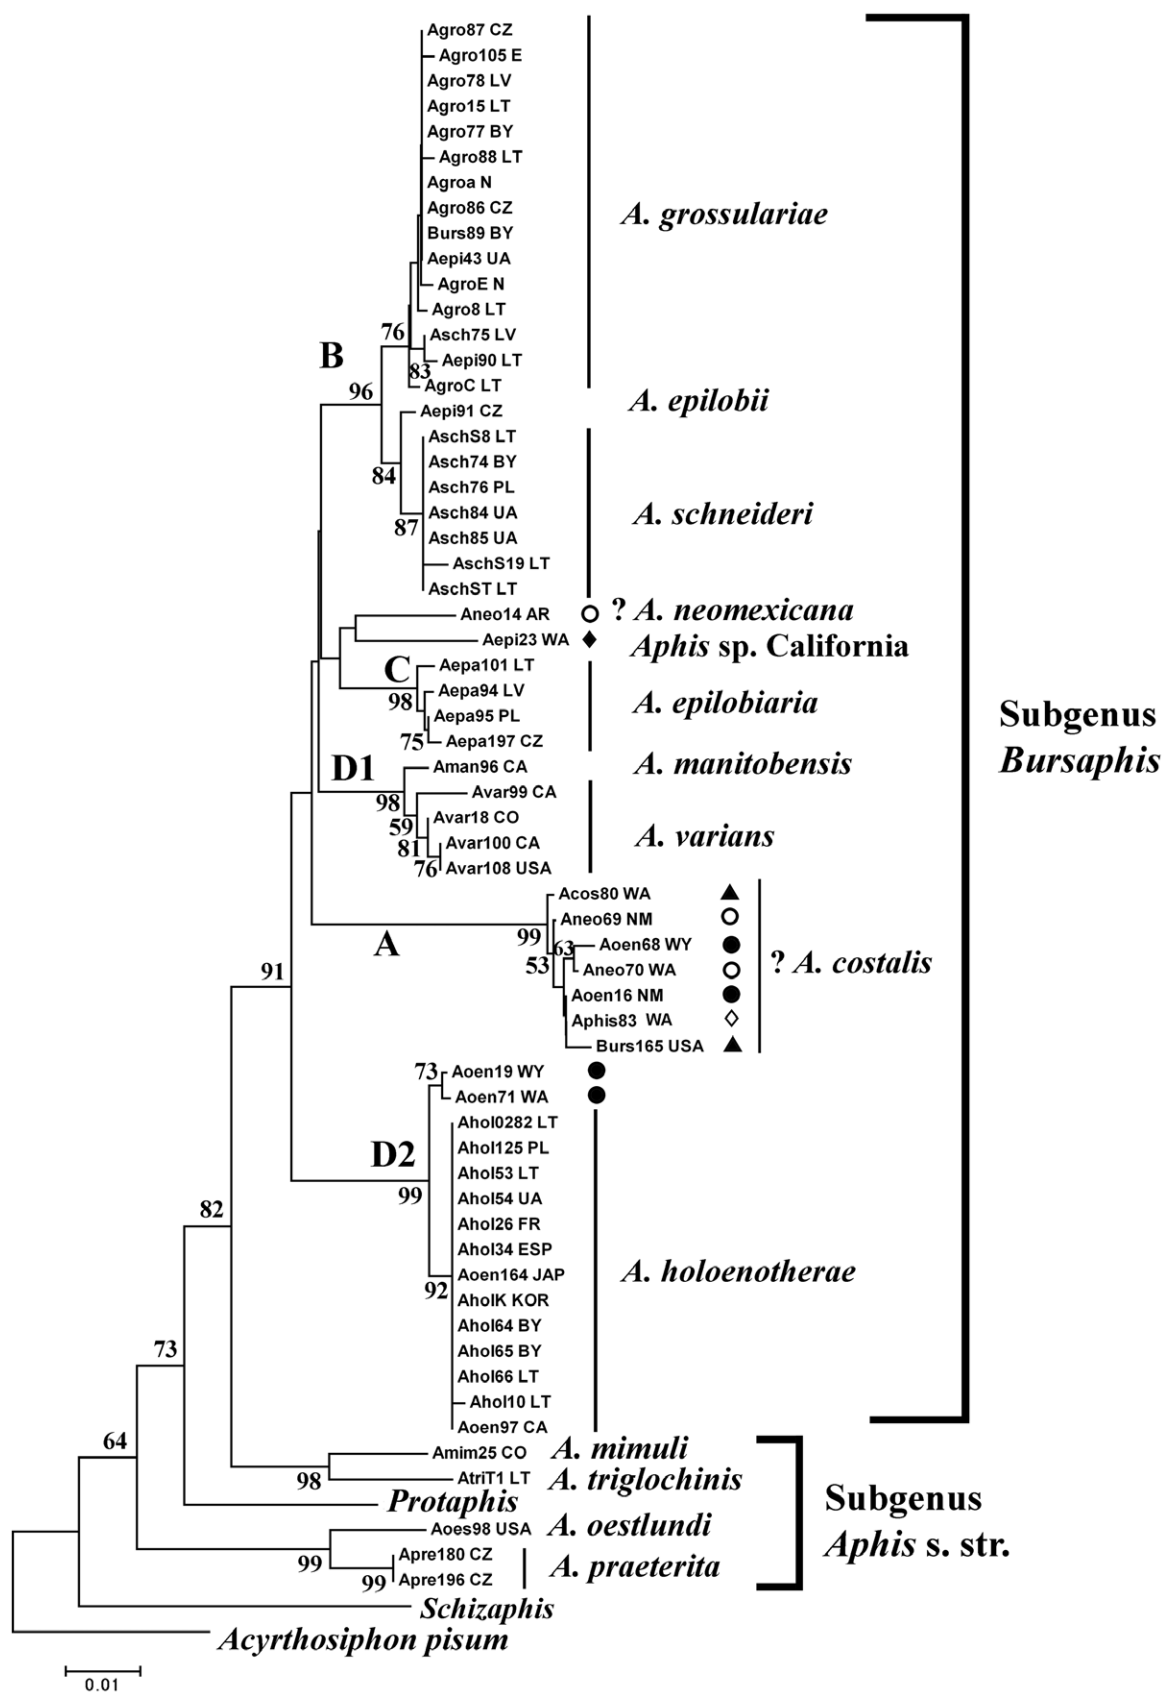 Agro87 CZ
Agro105 E
Agro78 LV
Agro15 LT
Agro77 BY
Agro88 LT
Agroa N
Agro86 CZ
A. grossulariae
Burs89 BY
Aepi43 UA
AgroE N
Agro8 LT
76
Asch75 LV
B
Aepi90 LT
83
AgroC LT
96
A. epilobii
Aepi91 CZ
AschS8 LT
Asch74 BY
84
Asch76 PL
Asch84 UA
A. schneideri
87
Asch85 UA
AschS19 LT
AschST LT
Aneo14 AR
? A. neomexicana
Aepi23 WA
Aphis sp. California
Aepa101 LT
C
Aepa94 LV
98
A. epilobiaria
Aepa95 PL
Subgenus
Bursaphis
75
Aepa197 CZ
Aman96 CA
A. manitobensis
D1
Avar99 CA
98
Avar18 CO
59
A. varians
Avar100 CA
81
Avar108 USA
76
Acos80 WA
Aneo69 NM
99
A
Aoen68 WY
63
53
Aneo70 WA
? A. costalis
91
Aoen16 NM
Aphis83 WA
Burs165 USA
73
Aoen19 WY
Aoen71 WA
Ahol0282 LT
D2
Ahol125 PL
Ahol53 LT
99
Ahol54 UA
82
Ahol26 FR
Ahol34 ESP
Aoen164 JAP
A. holoenotherae
92
AholK KOR
Ahol64 BY
Ahol65 BY
73
Ahol66 LT
Ahol10 LT
Aoen97 CA
64
Amim25 CO
A. mimuli
98
AtriT1 LT
A. triglochinis
Protaphis
Subgenus
Aphis s. str.
Aoes98 USA
A. oestlundi
99
Apre180 CZ
A. praeterita
99
Apre196 CZ
Schizaphis
Acyrthosiphon pisum
0.01